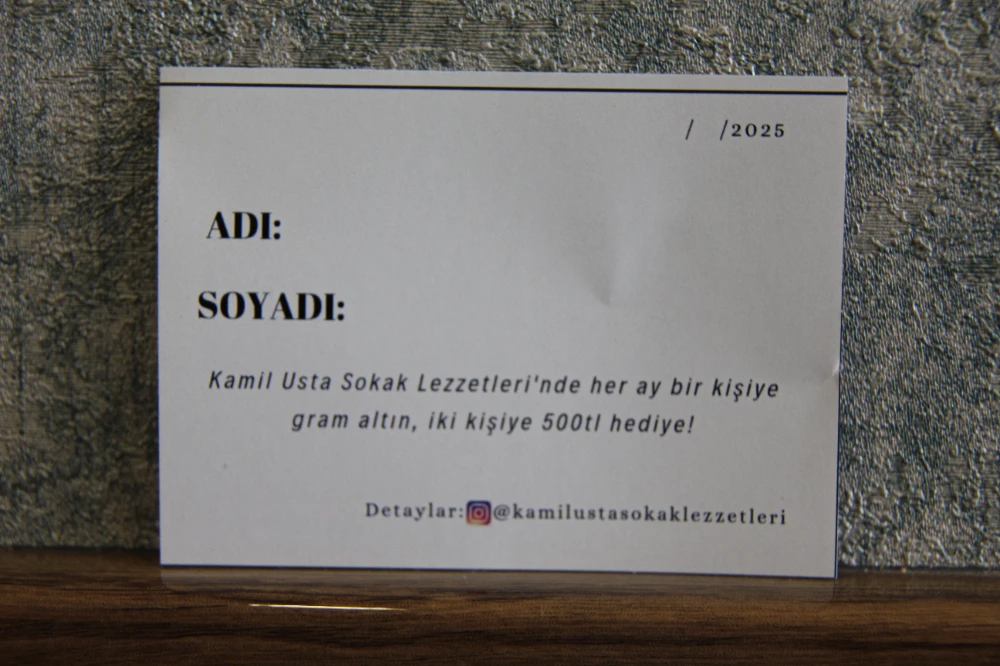 / /2025
ADI:
SOYADI:
Kamil Usta Sokak Lezzetleri'nde her ay bir kişiye
gram altın, iki kişiye 500tl hediye!
Detaylar:@kamilustasokaklezzetleri